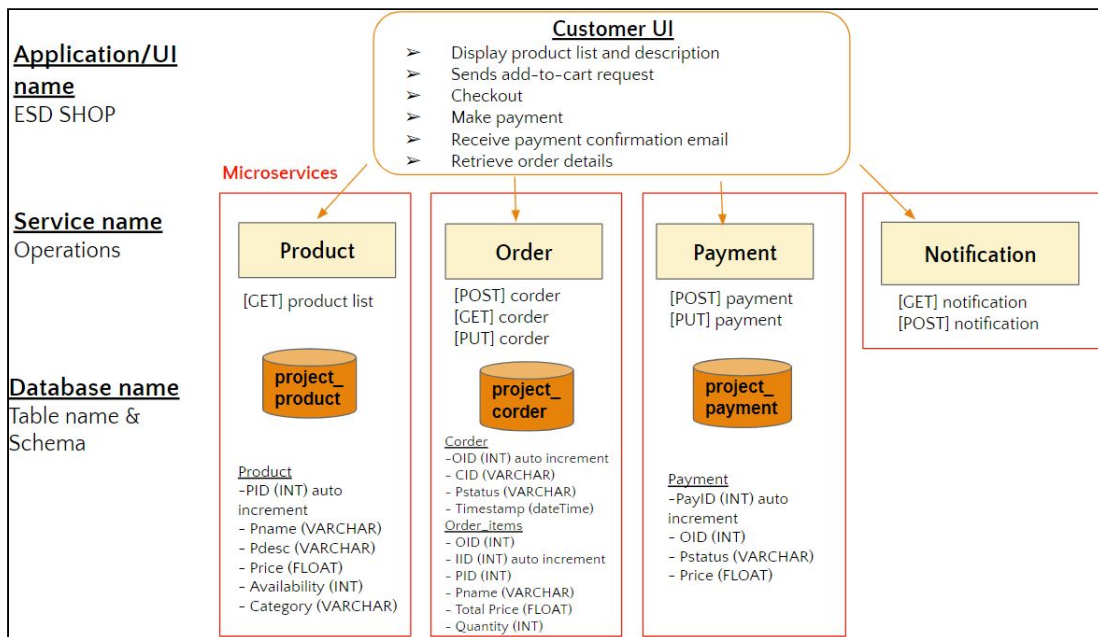 Application/UI
name
ESD SHOP
Customer UI
➢ Display product list and description
➢ Sends add-to-cart request
➢ Checkout
➢ Make payment
➢ Receive payment confirmation email
➢ Retrieve order details
Microservices
Service name
Operations
Product
[GET] product list
Order
[POST] corder
[GET] corder
[PUT] corder
Payment
[POST] payment
[PUT] payment
Notification
[GET] notification
[POST] notification
Database name
Table name &
Schema
project_
product
Product
-PID (INT) auto
increment
- Pname (VARCHAR)
- Pdesc (VARCHAR)
- Price (FLOAT)
- Availability (INT)
- Category (VARCHAR)
project_
corder
Corder
-OID (INT) auto increment
- CID (VARCHAR)
- Pstatus (VARCHAR)
- Timestamp (dateTime)
Order_items
- OID (INT)
- IID (INT) auto increment
- PID (INT)
- Pname (VARCHAR)
- Total Price (FLOAT)
- Quantity (INT)
project_
payment
Payment
-PayID (INT) auto
increment
- OID (INT)
- Pstatus (VARCHAR)
- Price (FLOAT)